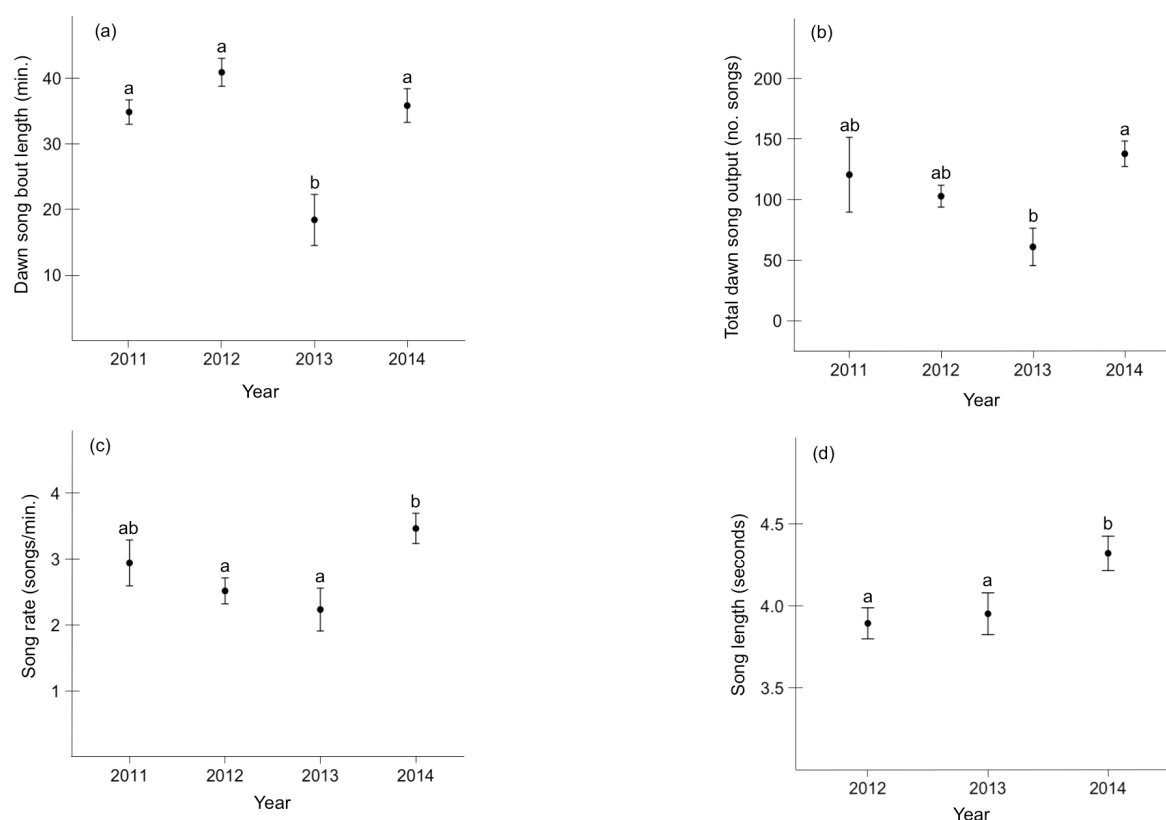 (a)
Dawn song bout length (min.)
40
30
20
10
a
a
b
a
2011 2012 2013 2014
Year
(b)
Total dawn song output (no. songs)
200
150
100
50
0
ab
ab
b
a
2011 2012 2013 2014
Year
(c)
Song rate (songs/min.)
4
3
2
1
ab
a
a
b
2011 2012 2013 2014
Year
(d)
Song length (seconds)
4.5
4.0
3.5
a
a
b
2012 2013 2014
Year